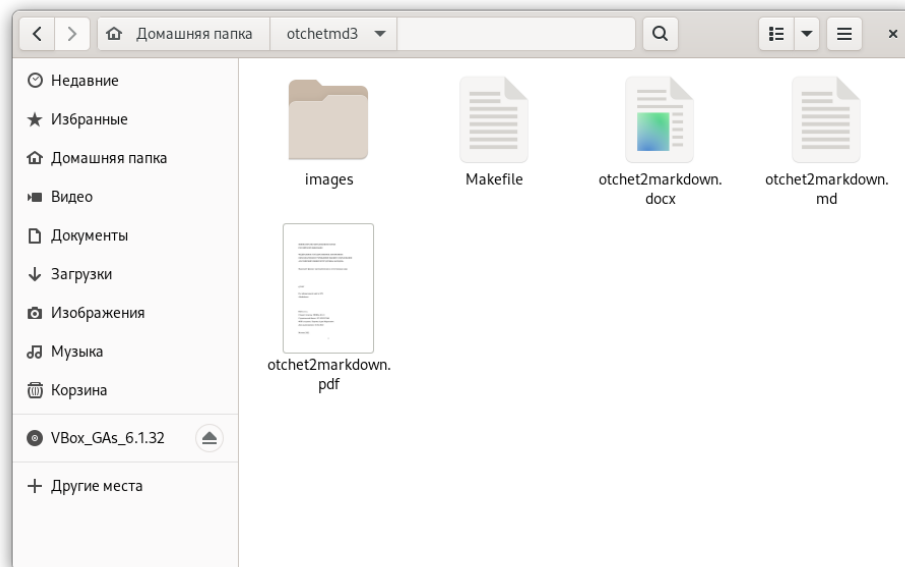 Домашняя папка
otchetmd3
Недавние
Избранные
Домашняя папка
Видео
Документы
Загрузки
Изображения
Музыка
Корзина
VBox_GAs_6.1.32
Другие места
images
Makefile
otchet2markdown.
docx
otchet2markdown.
md
otchet2markdown.
pdf